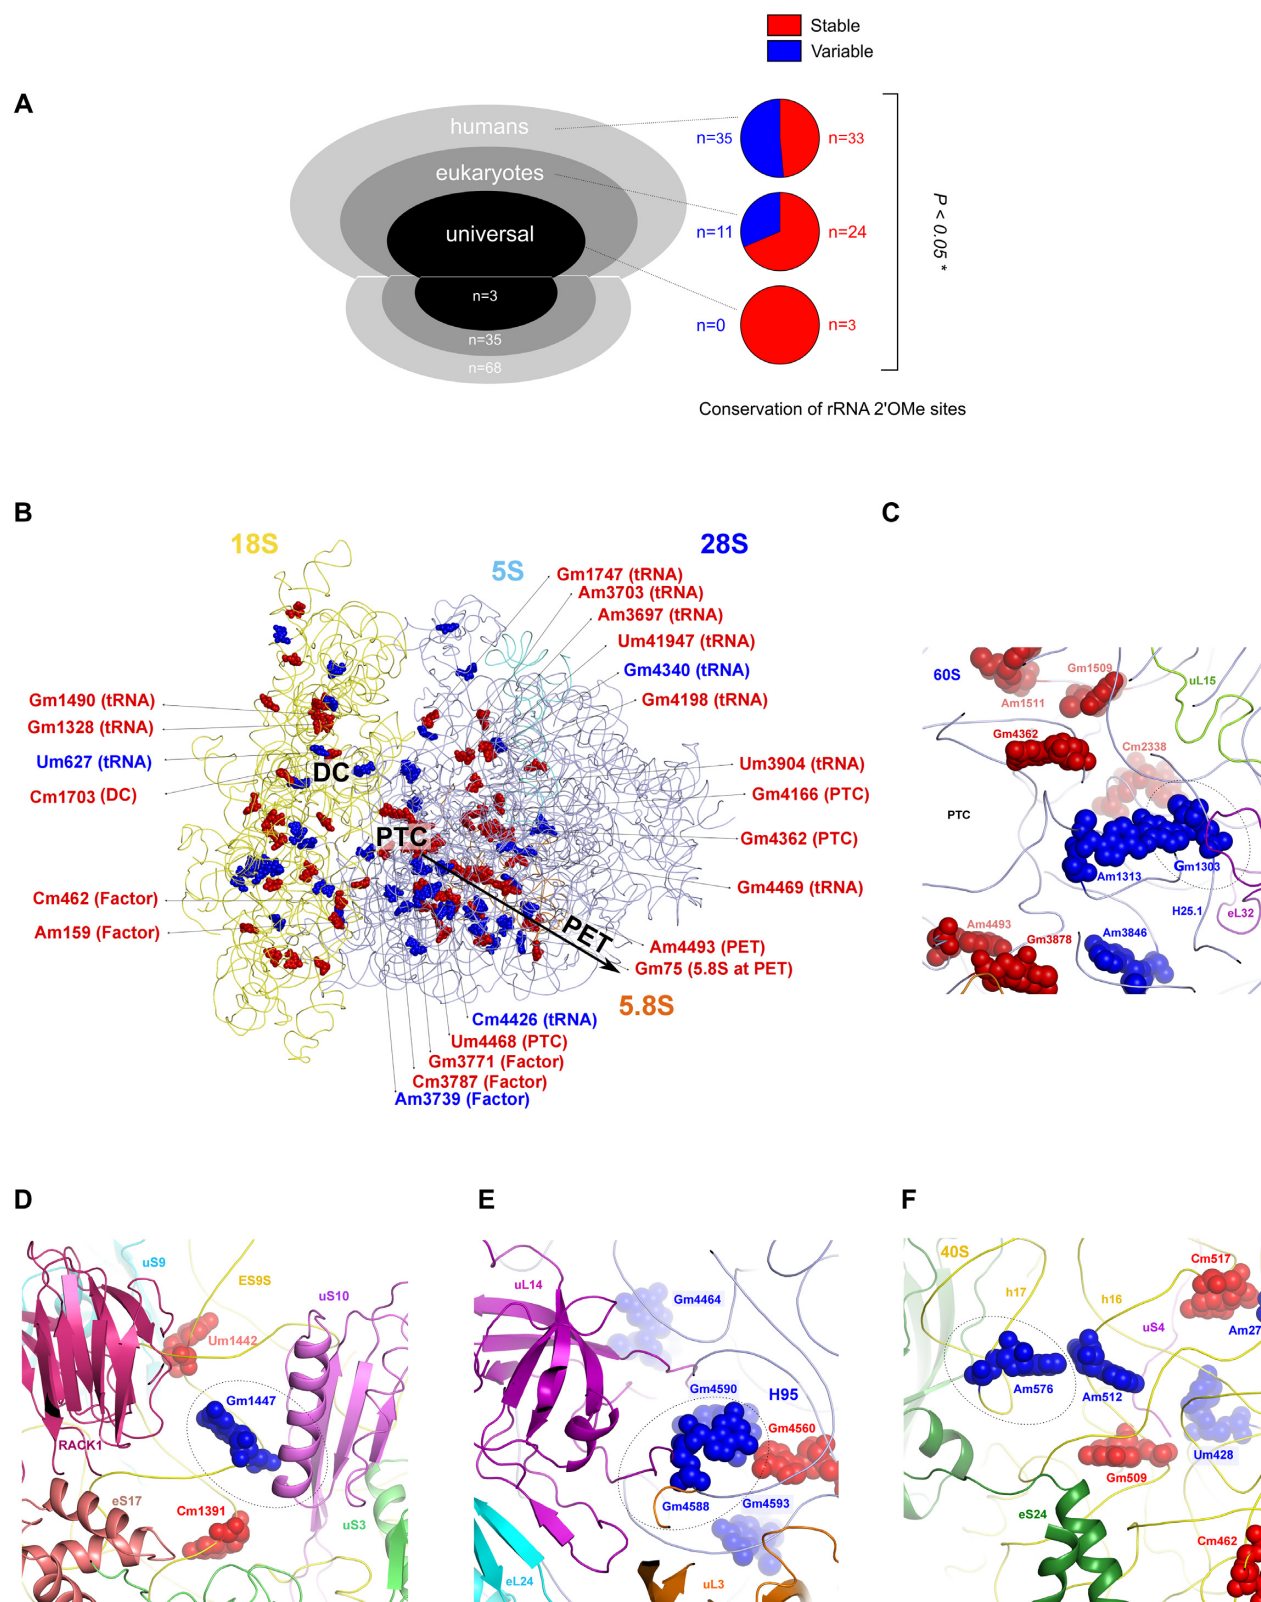 Stable
Variable
A
humans
eukaryotes
universal
n=3
n=35
n=68
n=35
n=33
n=11
n=24
n=0
n=3
P < 0.05 *
Conservation of rRNA 2'OMe sites
B
18S
5S
28S
Gm1747 (tRNA)
Am3703 (tRNA)
Am3697 (tRNA)
Um41947 (tRNA)
Gm4340 (tRNA)
Gm4198 (tRNA)
Um3904 (tRNA)
Gm4166 (PTC)
Gm4362 (PTC)
Gm4469 (tRNA)
Am4493 (PET)
Gm75 (5.8S at PET)
5.8S
Gm1490 (tRNA)
Gm1328 (tRNA)
Um627 (tRNA)
Cm1703 (DC)
Cm462 (Factor)
Am159 (Factor)
DC
PTC
PET
Cm4426 (tRNA)
Um4468 (PTC)
Gm3771 (Factor)
Cm3787 (Factor)
Am3739 (Factor)
C
60S
Gm1509
Am1511
uL15
Gm4362
Cm2338
PTC
Am1313
Gm1303
H25.1
eL32
Am4493
Gm3878
Am3846
D
uS9
ES9S
uS10
Um1442
Gm1447
RACK1
eS17
Cm1391
uS3
E
uL14
Gm4464
Gm4590
H95
Gm4560
Gm4588
Gm4593
eL24
uL3
F
40S
Cm517
h17
h16
uS4
Am27
Am576
Am512
Um428
Gm509
eS24
Cm462